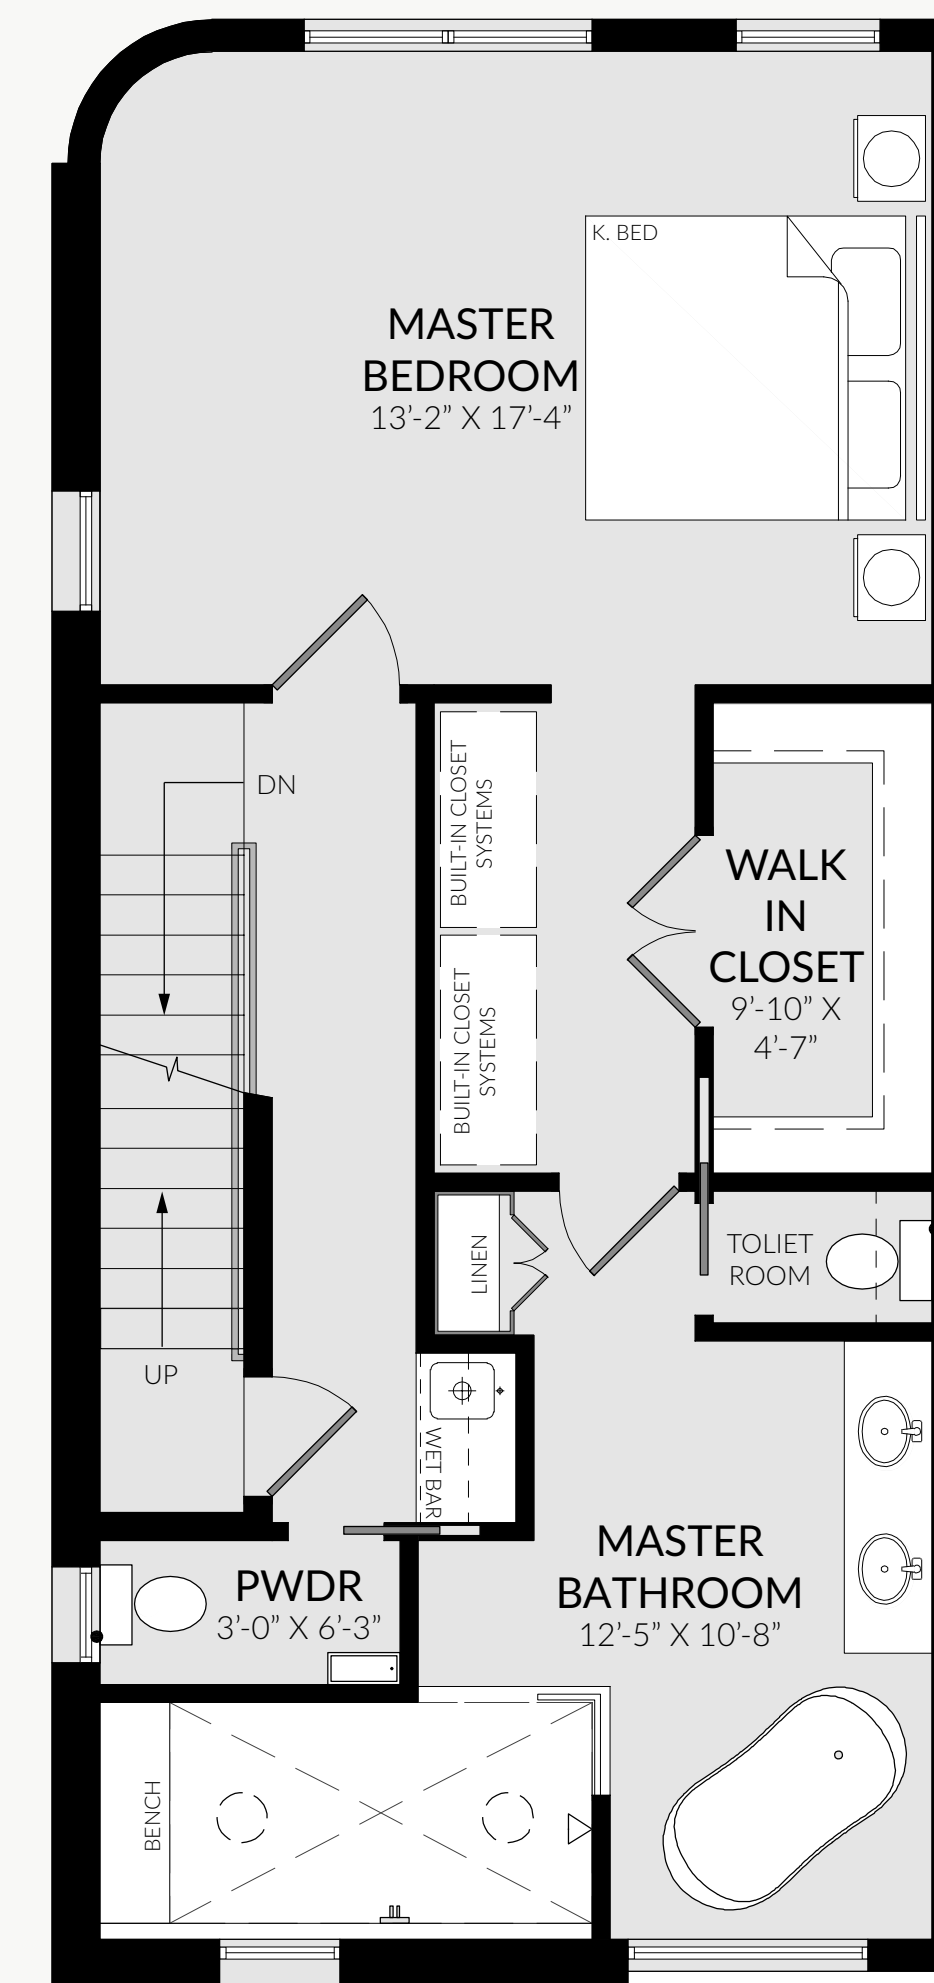 K. BED
MASTER
BEDROOM
13’-2” X 17’-4”
DN
BUILT-IN CLOSET
SYSTEMS
WALK
IN
CLOSET
9’-10” X
4’-7”
BUILT-IN CLOSET
SYSTEMS
LINEN
TOLIET
ROOM
UP
WET BAR
MASTER
BATHROOM
12’-5” X 10’-8”
PWDR
3’-0” X 6’-3”
BENCH